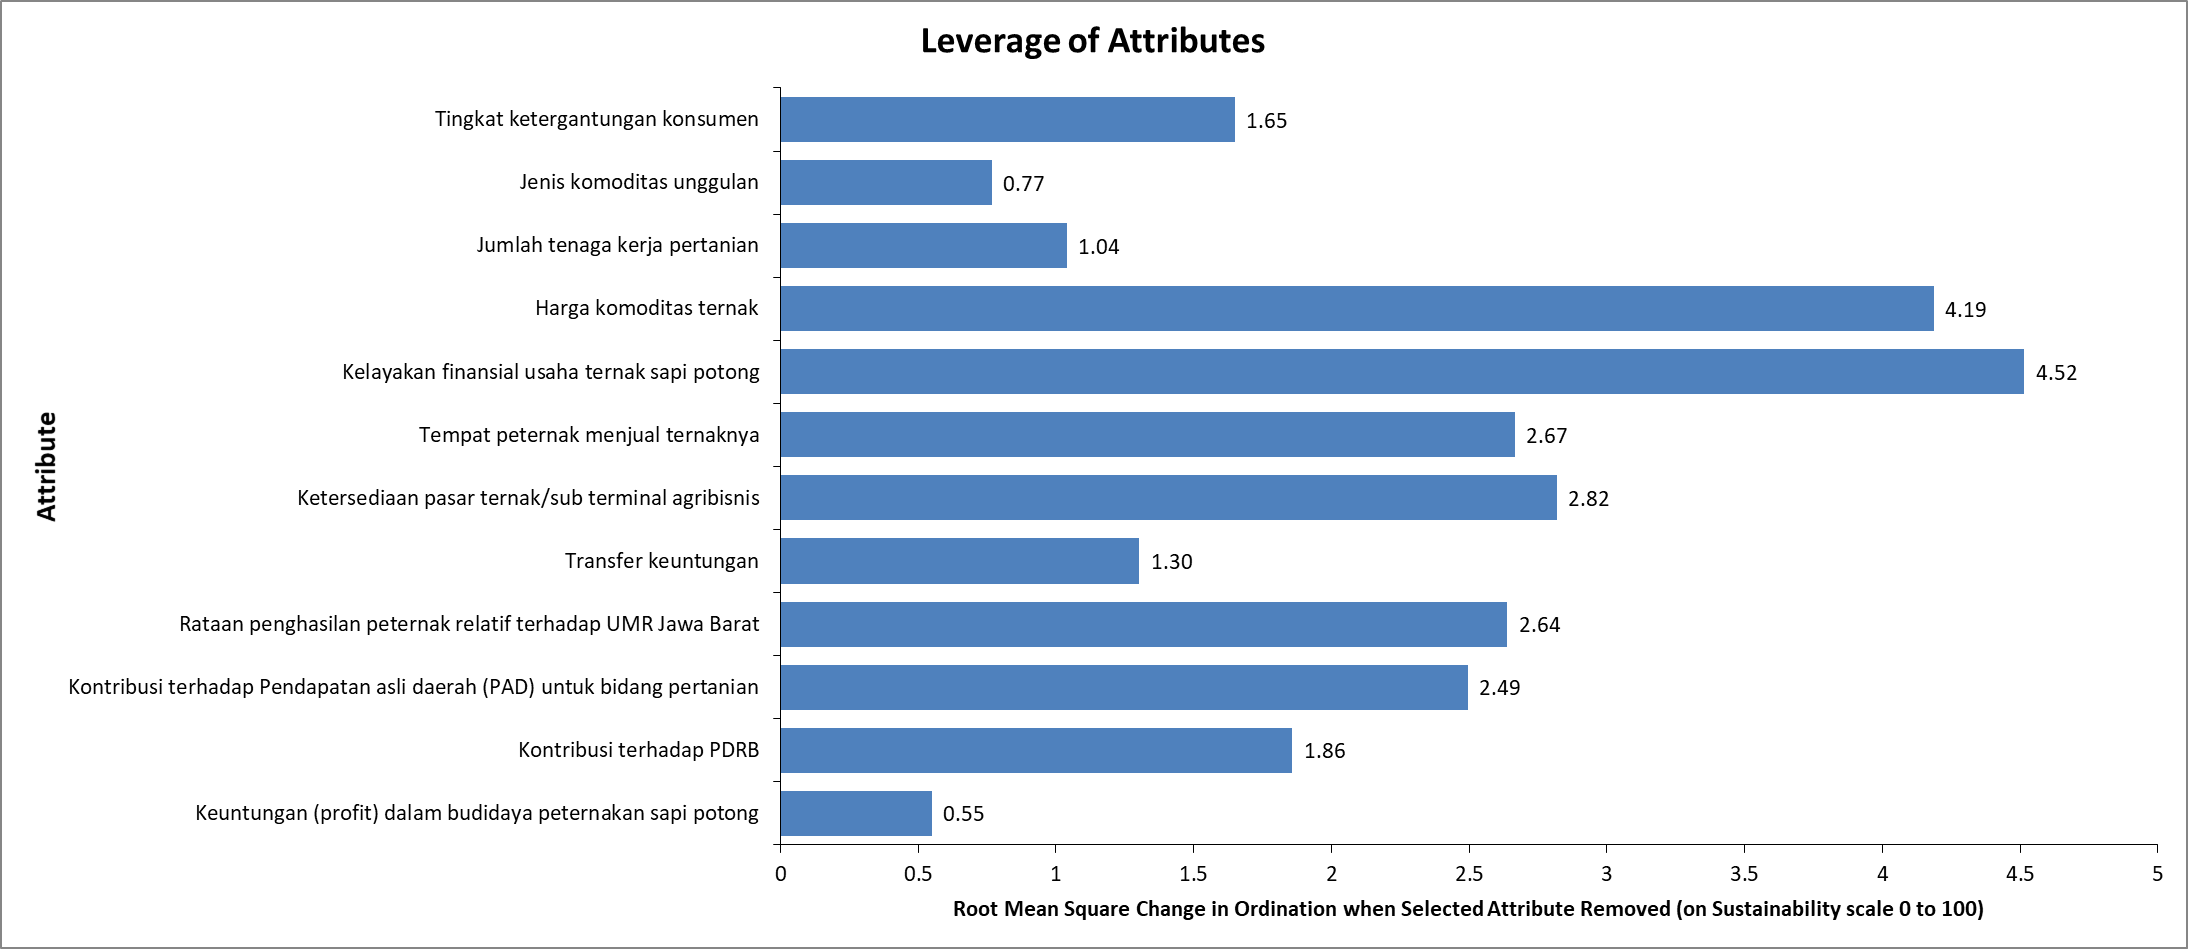 Leverage of Attributes
Attribute
Tingkat ketergantungan konsumen 1.65
Jenis komoditas unggulan 0.77
Jumlah tenaga kerja pertanian 1.04
Harga komoditas ternak 4.19
Kelayakan finansial usaha ternak sapi potong 4.52
Tempat peternak menjual ternaknya 2.67
Ketersediaan pasar ternak/sub terminal agribisnis 2.82
Transfer keuntungan 1.30
Rataan penghasilan peternak relatif terhadap UMR Jawa Barat 2.64
Kontribusi terhadap Pendapatan asli daerah (PAD) untuk bidang pertanian 2.49
Kontribusi terhadap PDRB 1.86
Keuntungan (profit) dalam budidaya peternakan sapi potong 0.55
0 0.5 1 1.5 2 2.5 3 3.5 4 4.5 5
Root Mean Square Change in Ordination when Selected Attribute Removed (on Sustainability scale 0 to 100)